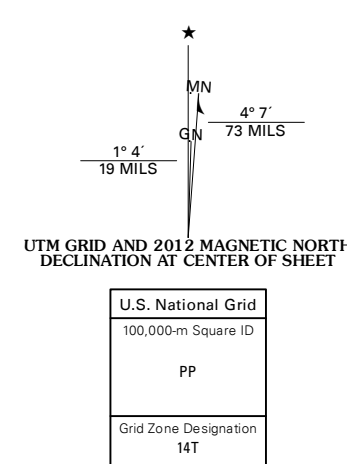 ★
MN
GN
4° 7´
73 MILS
1° 4´
19 MILS
UTM GRID AND 2012 MAGNETIC NORTH
DECLINATION AT CENTER OF SHEET
U.S. National Grid
100,000-m Square ID
PP
Grid Zone Designation
14T